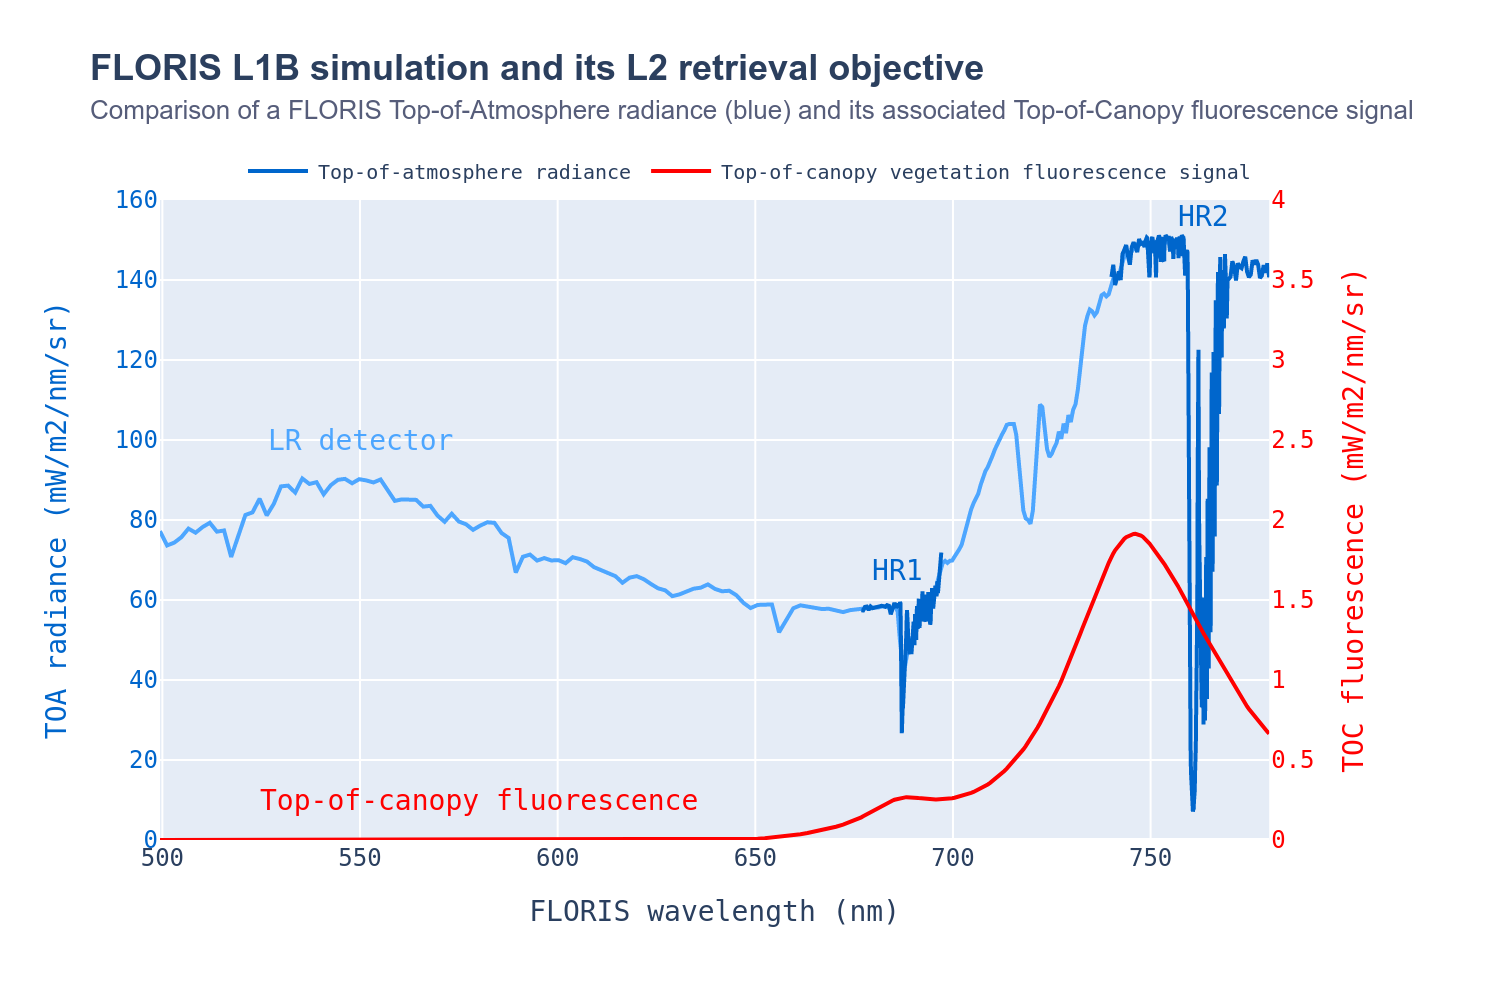 FLORIS L1B simulation and its L2 retrieval objective
Comparison of a FLORIS Top-of-Atmosphere radiance (blue) and its associated Top-of-Canopy fluorescence signal
Top-of-atmosphere radiance Top-of-canopy vegetation fluorescence signal
160 4
HR2
140 3.5
120 3
LR detector
100 2.5
80 2
HR1
60 1.5
40 1
20 0.5
Top-of-canopy fluorescence
0 0
500 550 600 650 700 750
FLORIS wavelength (nm)
TOA radiance (mW/m2/nm/sr)
TOC fluorescence (mW/m2/nm/sr)